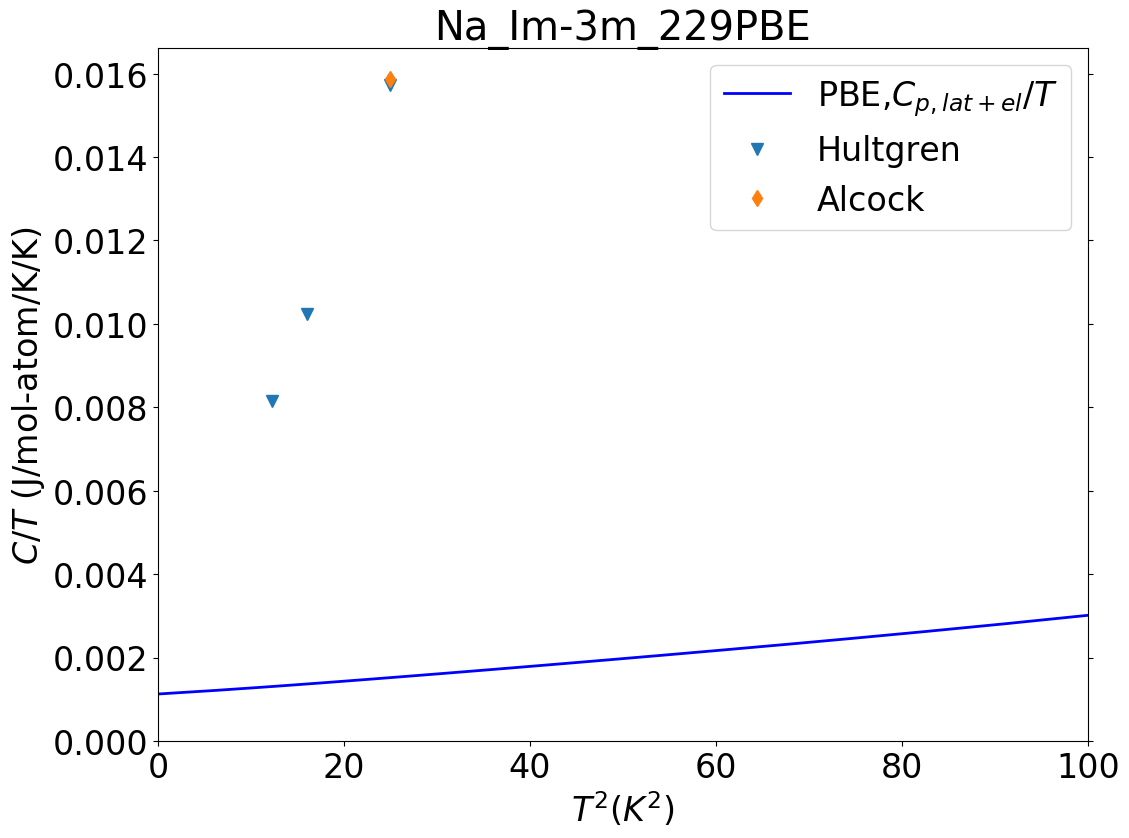 Na_Im-3m_229PBE
0.016
0.014
0.012
0.010
0.008
0.006
0.004
0.002
0.000
C/T (J/mol-atom/K/K)
PBE,C_{p, lat+el}/T
Hultgren
Alcock
0 20 40 60 80 100
T^2(K^2)